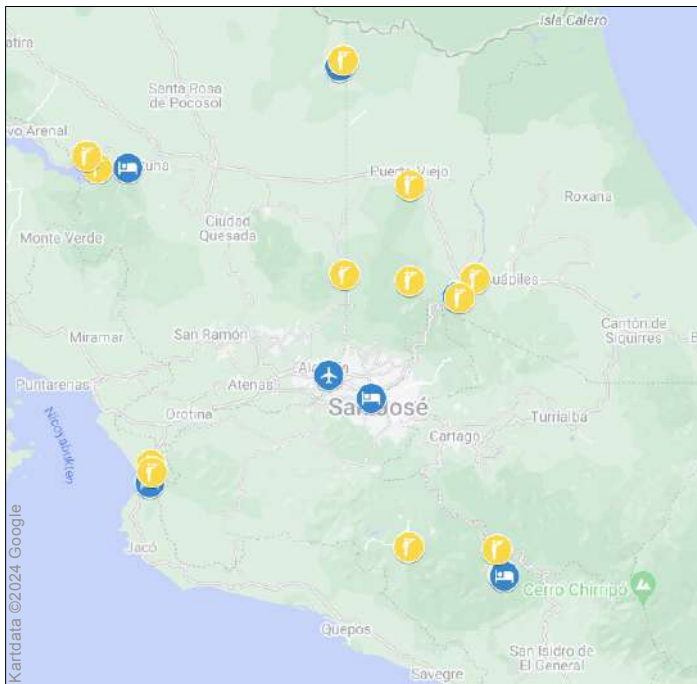 Isla Calero
Santa Rosa
de Pocosol
Puerto Viejo
Roxana
Ciudad
Quesada
Monte Verde
Cantón de
Siquirres
San Ramón
Miramar
Puntarenas
Atenas
San José
Orotina
Turrialba
Cartago
Nicoyabukten
Jacó
Cerro Chirripó
Quepos
San Isidro de
El General
Savegre
Kartdata ©2024 Google